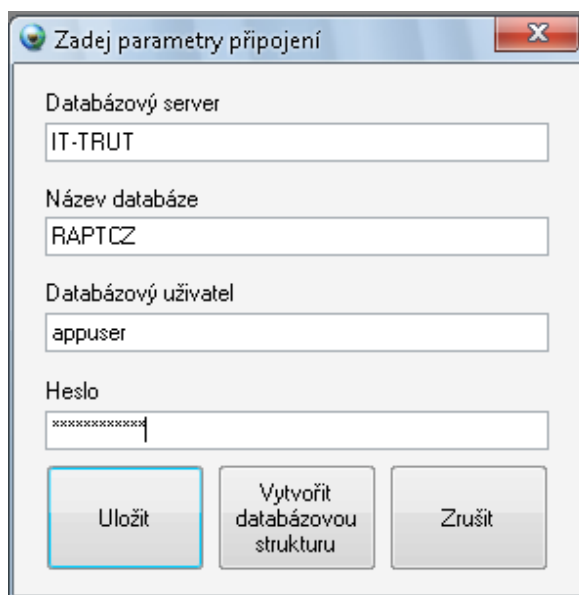 Zadej parametry připojení
Databázový server
IT-TRUT
Název databáze
RAPTCZ
Databázový uživatel
appuser
Heslo
************
Uložit
Vytvořit
databázovou
strukturu
Zrušit